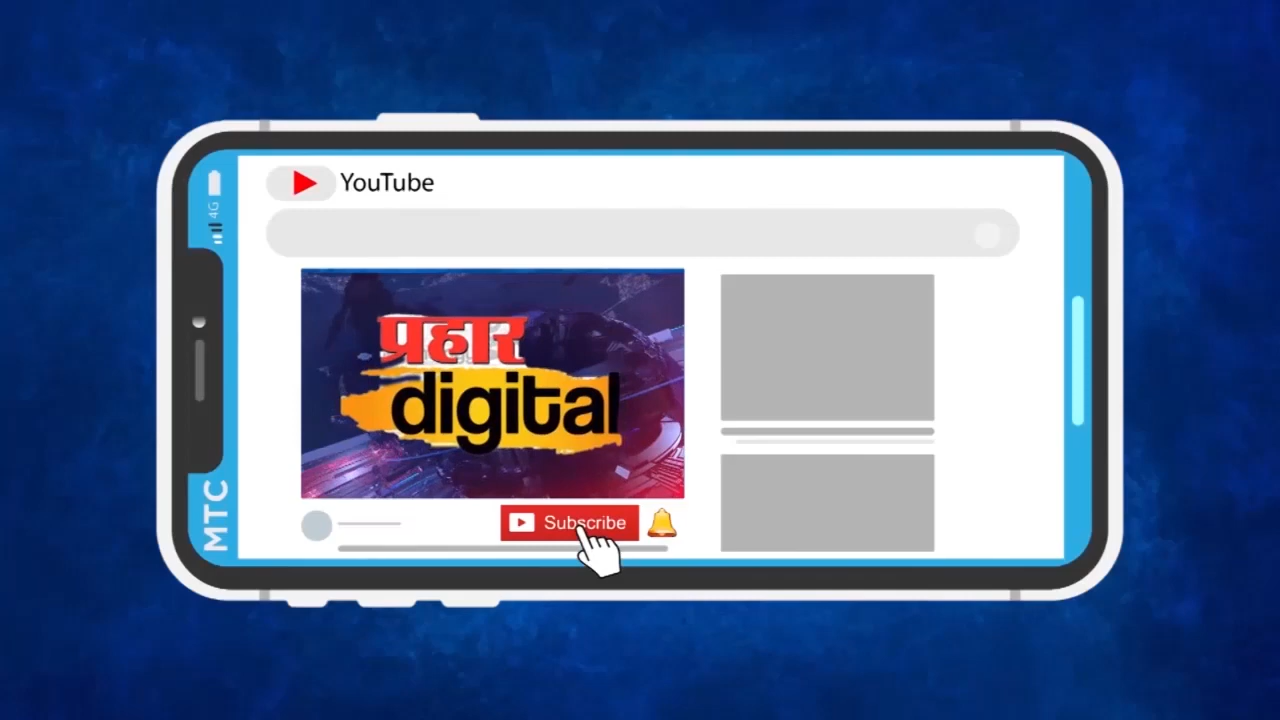 4G
MTC
YouTube
प्रहार
digital
Subscribe